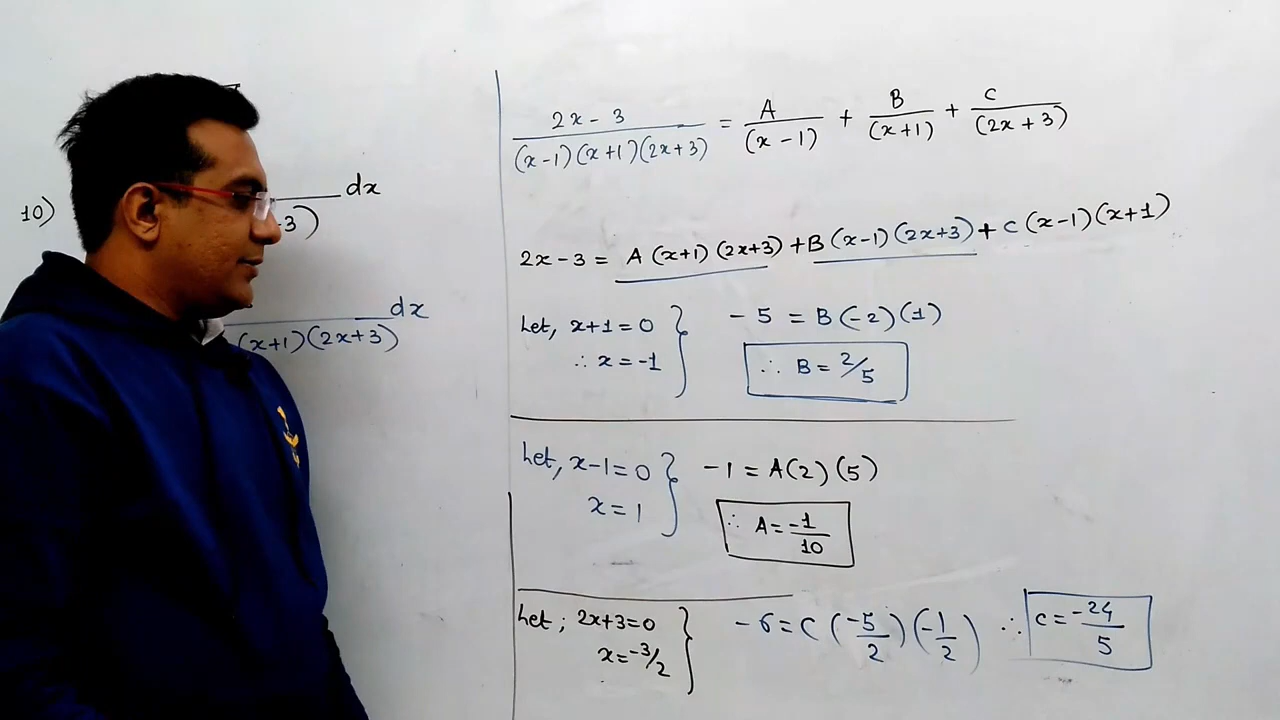 10)
dx
-3)
dx
(x+1)(2x+3)
2x - 3 / (x-1)(x+1)(2x+3) = A / (x-1) + B / (x+1) + C / (2x+3)
2x-3 = A(x+1)(2x+3) + B(x-1)(2x+3) + C(x-1)(x+1)
Let, x+1=0 } -5 = B(-2)(1)
∴ x = -1 ∴ B = 2/5
Let, x-1=0 } -1 = A(2)(5)
x = 1 ∴ A = -1/10
Let; 2x+3=0 } -6 = C(-5/2)(-1/2) ∴ C = -24/5
x = -3/2